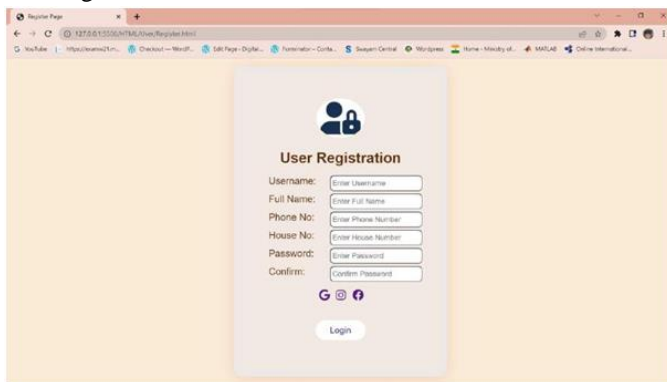 Register Page
127.0.0.1:5500/HTML/User/Register.html
YouTube Checkout — WordP... Edit Page - Digital... Forminator – Conta... Swayam Central Wordpress Home - Ministry of... MATLAB Online International...
User Registration
Username: Enter Username
Full Name: Enter Full Name
Phone No: Enter Phone Number
House No: Enter House Number
Password: Enter Password
Confirm: Confirm Password
Login